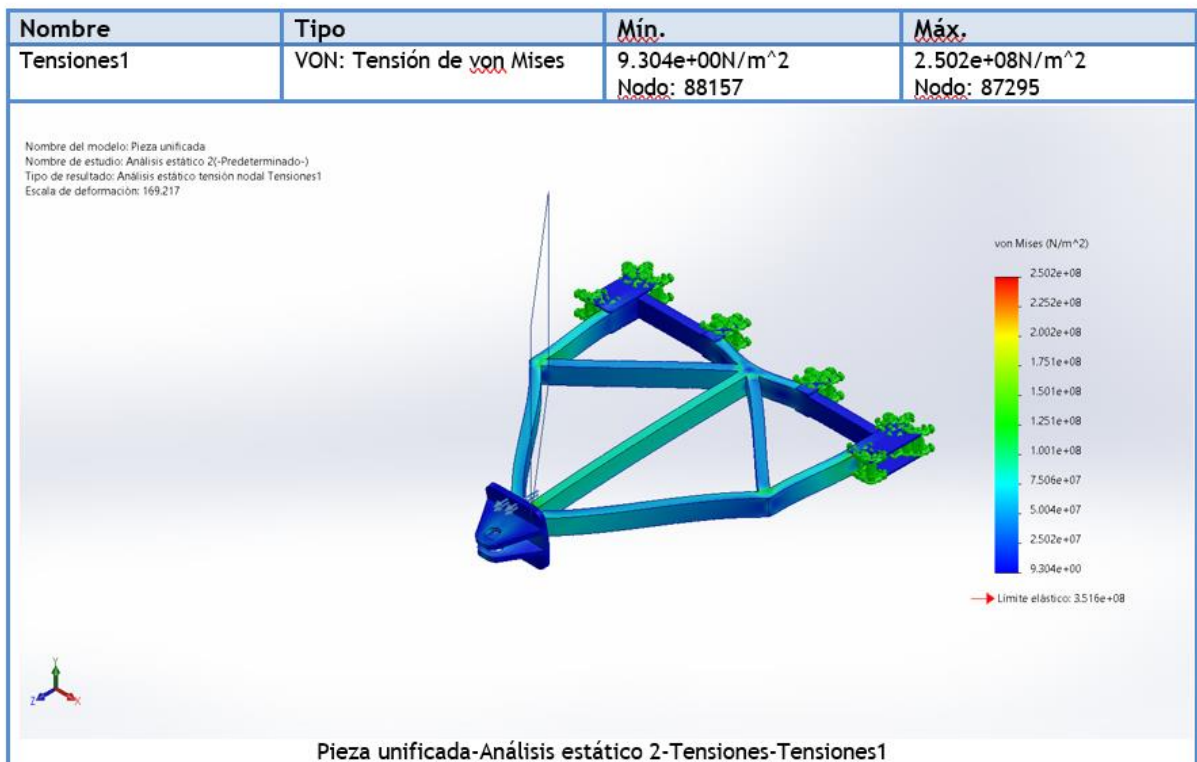 Nombre Tipo Mín. Máx.
Tensiones1 VON: Tensión de von Mises 9.304e+00N/m^2 2.502e+08N/m^2
Nodo: 88157 Nodo: 87295
Nombre del modelo: Pieza unificada
Nombre de estudio: Análisis estático 2(-Predeterminado-)
Tipo de resultado: Análisis estático tensión nodal Tensiones1
Escala de deformación: 169.217
von Mises (N/m^2)
2.502e+08
2.252e+08
2.002e+08
1.751e+08
1.501e+08
1.251e+08
1.001e+08
7.506e+07
5.004e+07
2.502e+07
9.304e+00
Límite elástico: 3.516e+08
Y
Z X
Pieza unificada-Análisis estático 2-Tensiones-Tensiones1